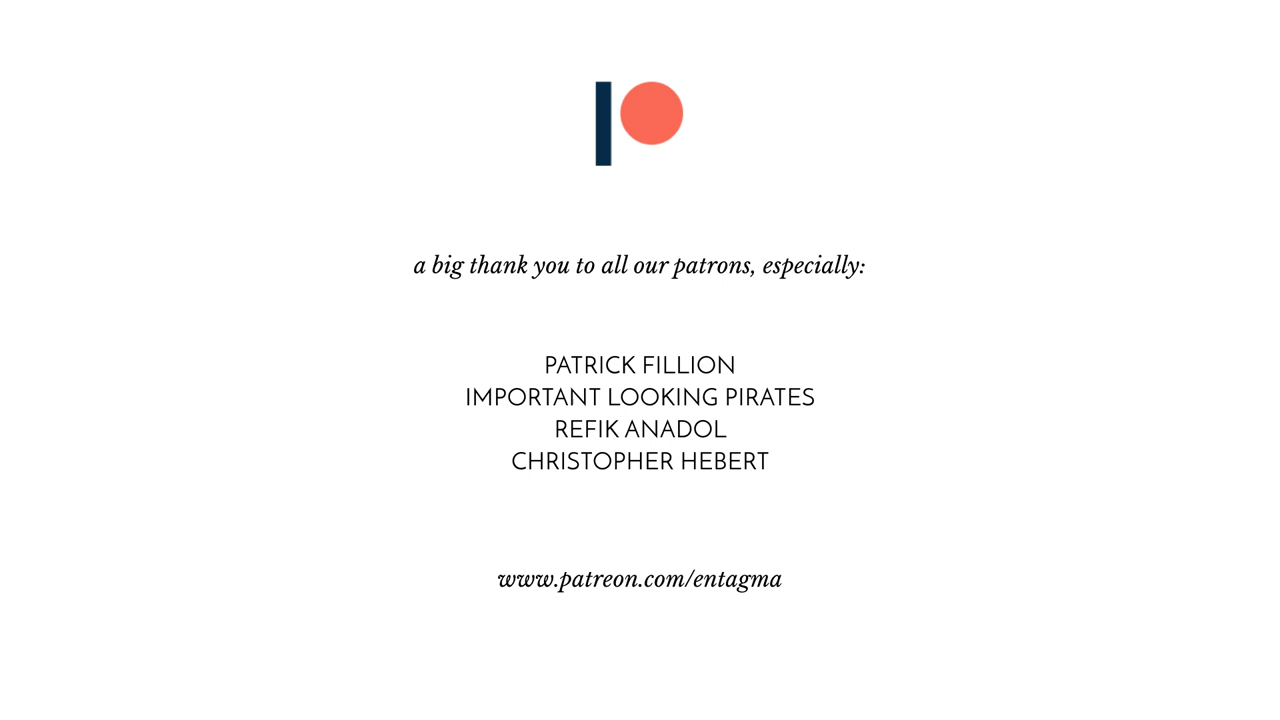 a big thank you to all our patrons, especially:
PATRICK FILLION
IMPORTANT LOOKING PIRATES
REFIK ANADOL
CHRISTOPHER HEBERT
www.patreon.com/entagma